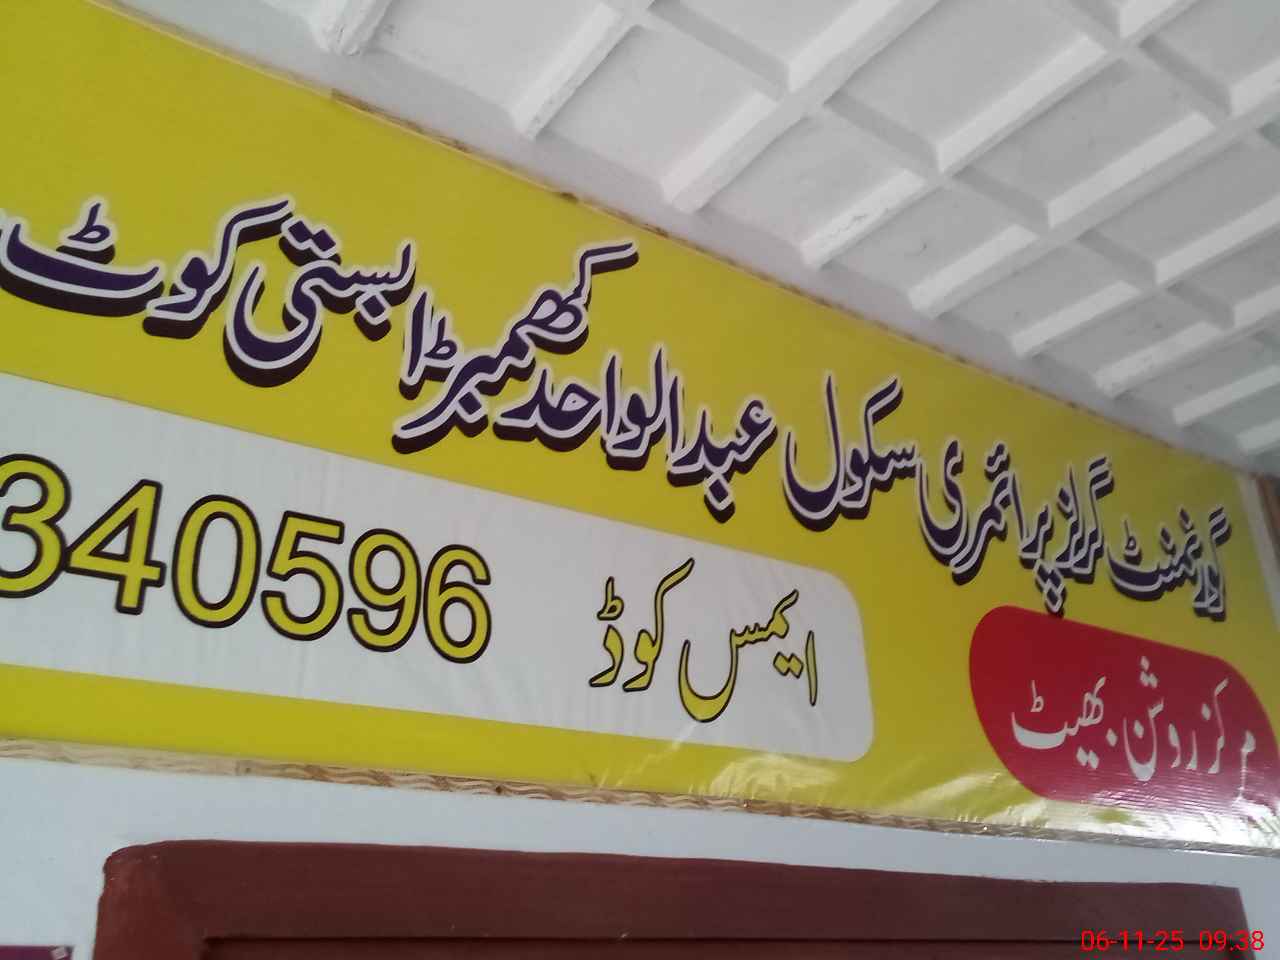 گورنمنٹ گرلز پرائمری سکول عبدالواحد کھمبڑا بستی کوٹ
مرکز روشن بھیٹ
ایمس کوڈ 340596
06-11-25 09:38